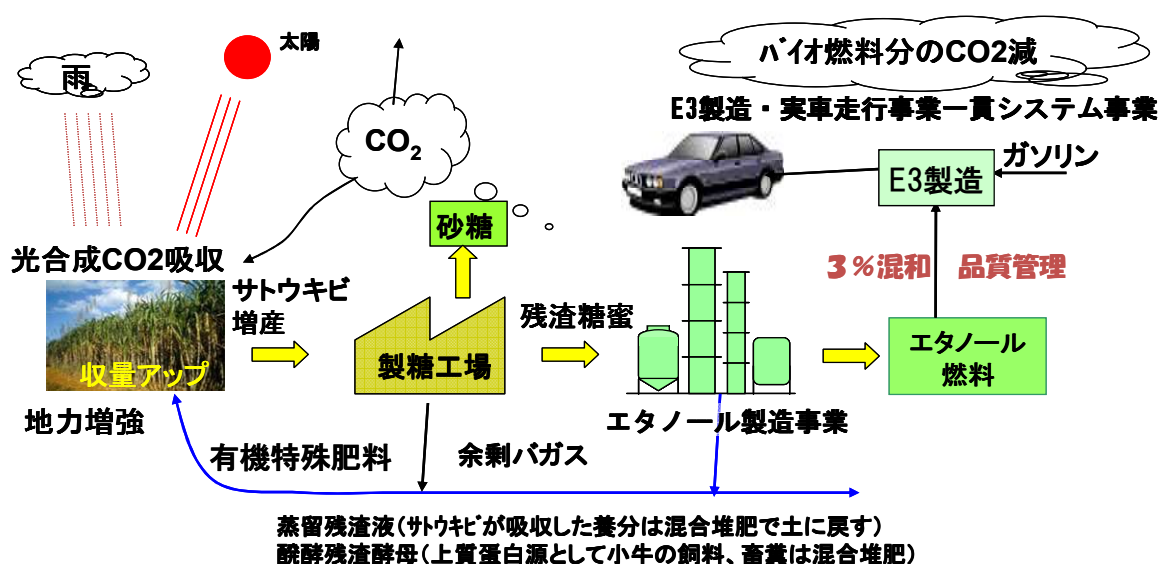 太陽
雨
バイオ燃料分のCO2減
E3製造・実車走行事業一貫システム事業
CO2
ガソリン
E3製造
砂糖
光合成CO2吸収
3%混和 品質管理
サトウキビ
増産
残渣糖蜜
収量アップ
製糖工場
エタノール
燃料
地力増強
エタノール製造事業
有機特殊肥料
余剰バガス
蒸留残渣液(サトウキビが吸収した養分は混合堆肥で土に戻す)
醗酵残渣酵母(上質蛋白源として小牛の飼料、畜糞は混合堆肥)